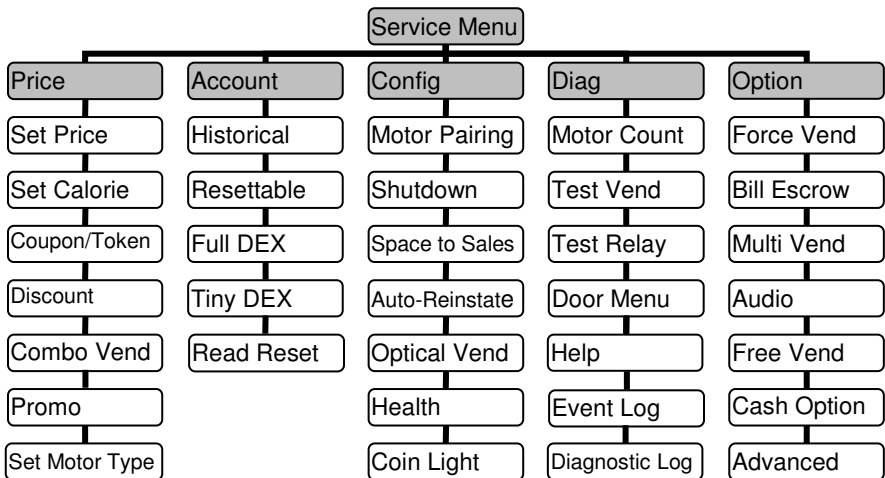 Service Menu
Price
Account
Config
Diag
Option
Set Price
Historical
Motor Pairing
Motor Count
Force Vend
Set Calorie
Resettable
Shutdown
Test Vend
Bill Escrow
Coupon/Token
Full DEX
Space to Sales
Test Relay
Multi Vend
Discount
Tiny DEX
Auto-Reinstate
Door Menu
Audio
Combo Vend
Read Reset
Optical Vend
Help
Free Vend
Promo
Health
Event Log
Cash Option
Set Motor Type
Coin Light
Diagnostic Log
Advanced